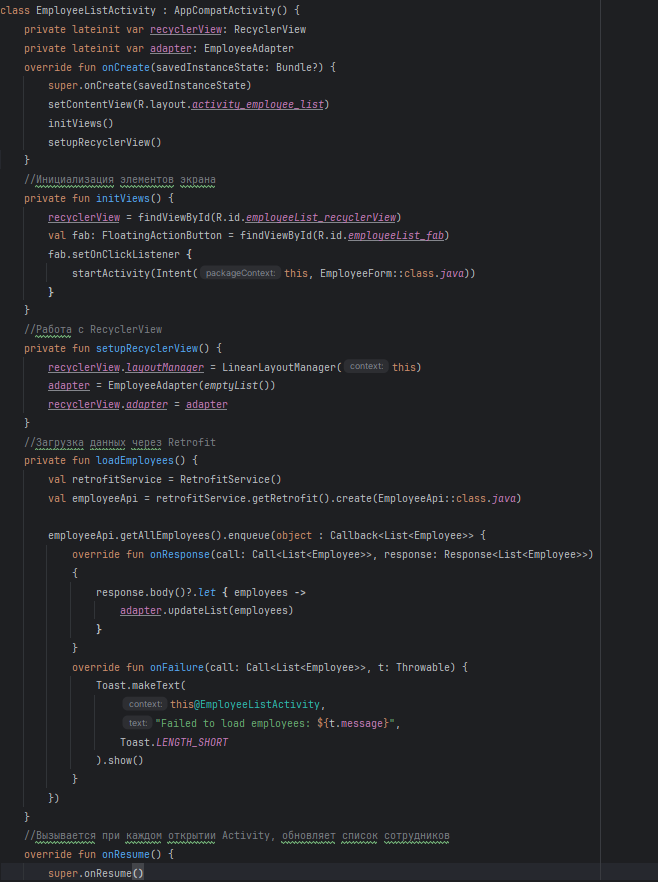 class EmployeeListActivity : AppCompatActivity() {
    private lateinit var recyclerView: RecyclerView
    private lateinit var adapter: EmployeeAdapter
    override fun onCreate(savedInstanceState: Bundle?) {
        super.onCreate(savedInstanceState)
        setContentView(R.layout.activity_employee_list)
        initViews()
        setupRecyclerView()
    }
    //Инициализация элементов экрана
    private fun initViews() {
        recyclerView = findViewById(R.id.employeeList_recyclerView)
        val fab: FloatingActionButton = findViewById(R.id.employeeList_fab)
        fab.setOnClickListener {
            startActivity(Intent( packageContext: this, EmployeeForm::class.java))
        }
    }
    //Работа с RecyclerView
    private fun setupRecyclerView() {
        recyclerView.layoutManager = LinearLayoutManager( context: this)
        adapter = EmployeeAdapter(emptyList())
        recyclerView.adapter = adapter
    }
    //Загрузка данных через Retrofit
    private fun loadEmployees() {
        val retrofitService = RetrofitService()
        val employeeApi = retrofitService.getRetrofit().create(EmployeeApi::class.java)

        employeeApi.getAllEmployees().enqueue(object : Callback<List<Employee>> {
            override fun onResponse(call: Call<List<Employee>>, response: Response<List<Employee>>)
            {
                response.body()?.let { employees ->
                    adapter.updateList(employees)
                }
            }
            override fun onFailure(call: Call<List<Employee>>, t: Throwable) {
                Toast.makeText(
                    context: this@EmployeeListActivity,
                    text: "Failed to load employees: ${t.message}",
                    Toast.LENGTH_SHORT
                ).show()
            }
        })
    }
    //Вызывается при каждом открытии Activity, обновляет список сотрудников
    override fun onResume() {
        super.onResume()